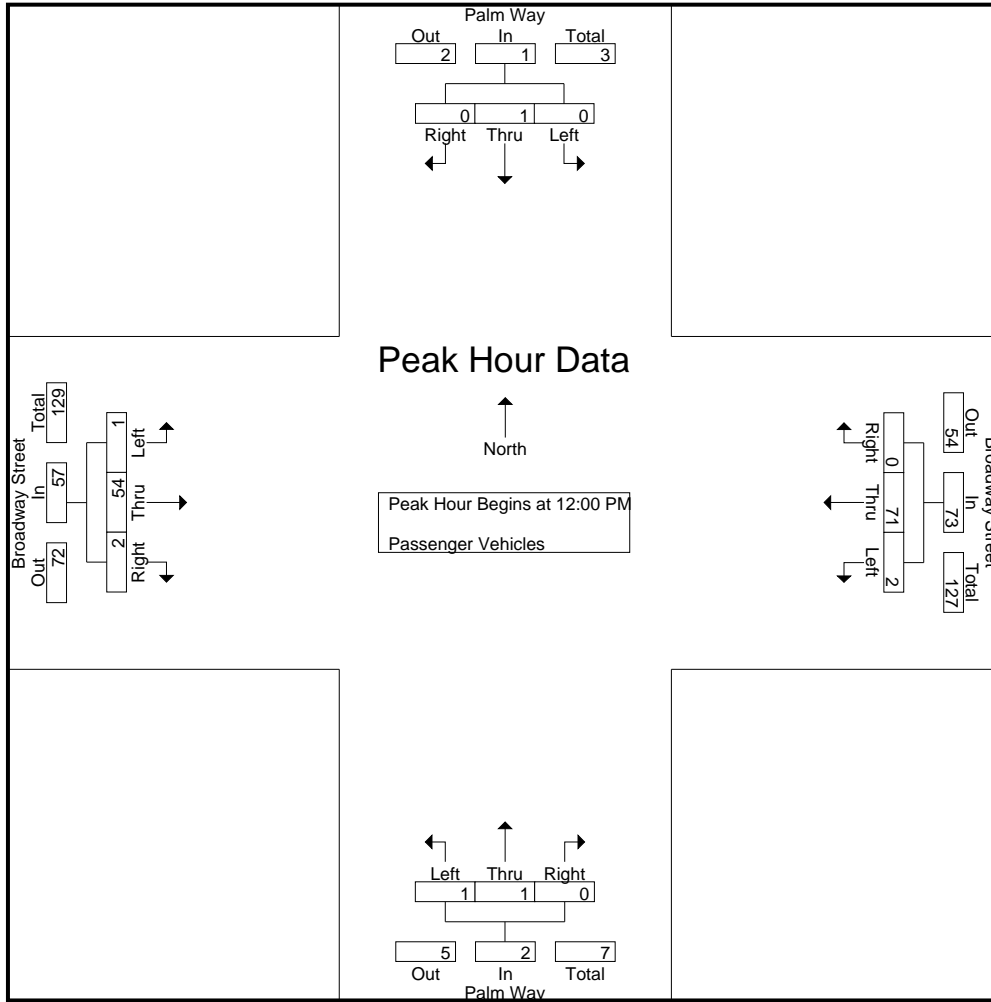 Palm Way
Out In Total
2 1 3
0 1 0
Right Thru Left
Peak Hour Data
North
Peak Hour Begins at 12:00 PM
Passenger Vehicles
Broadway Street
Total In Out
129 57 72
1 54 2
Left Thru Right
Broadway Street
Out In Total
54 73 127
0 71 2
Right Thru Left
Left Thru Right
1 1 0
5 2 7
Out In Total
Palm Way